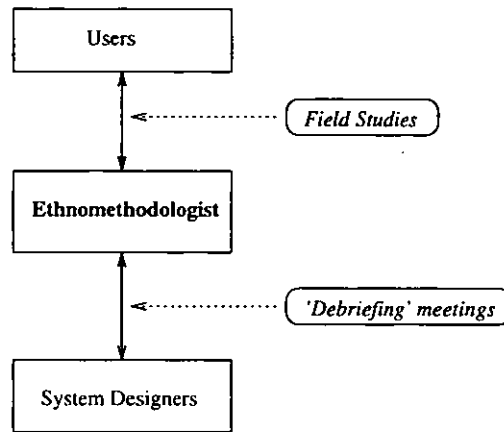 Users
Field Studies
Ethnomethodologist
'Debriefing' meetings
System Designers